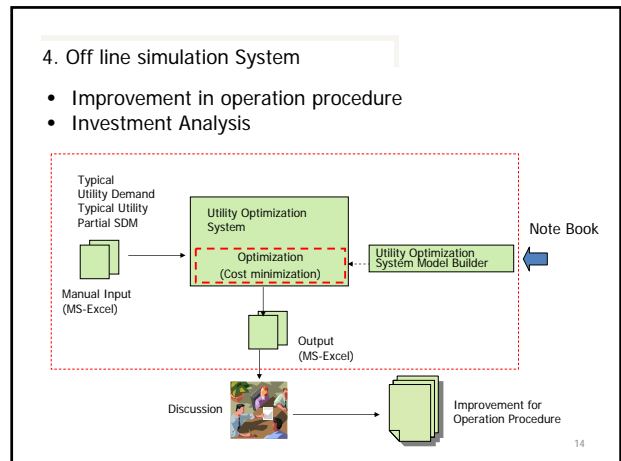 4. Off line simulation System
• Improvement in operation procedure
• Investment Analysis
Typical
Utility Demand
Typical Utility
Partial SDM
Utility Optimization
System
Optimization
(Cost minimization)
Utility Optimization
System Model Builder
Note Book
Manual Input
(MS-Excel)
Output
(MS-Excel)
Discussion
Improvement for
Operation Procedure
14